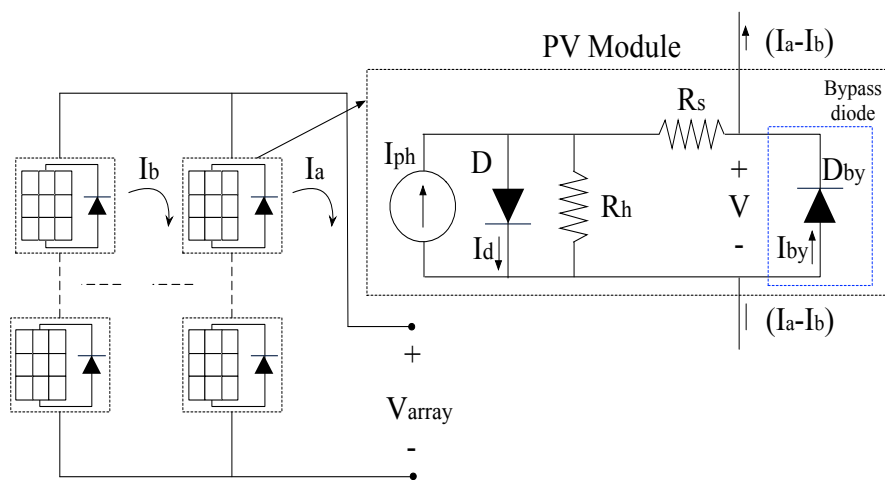 PV Module
(Ia-Ib)
Bypass
diode
Rs
Iph
D
Rh
Id
+
V
-
Dby
Iby
(Ia-Ib)
Ib
Ia
+
Varray
-